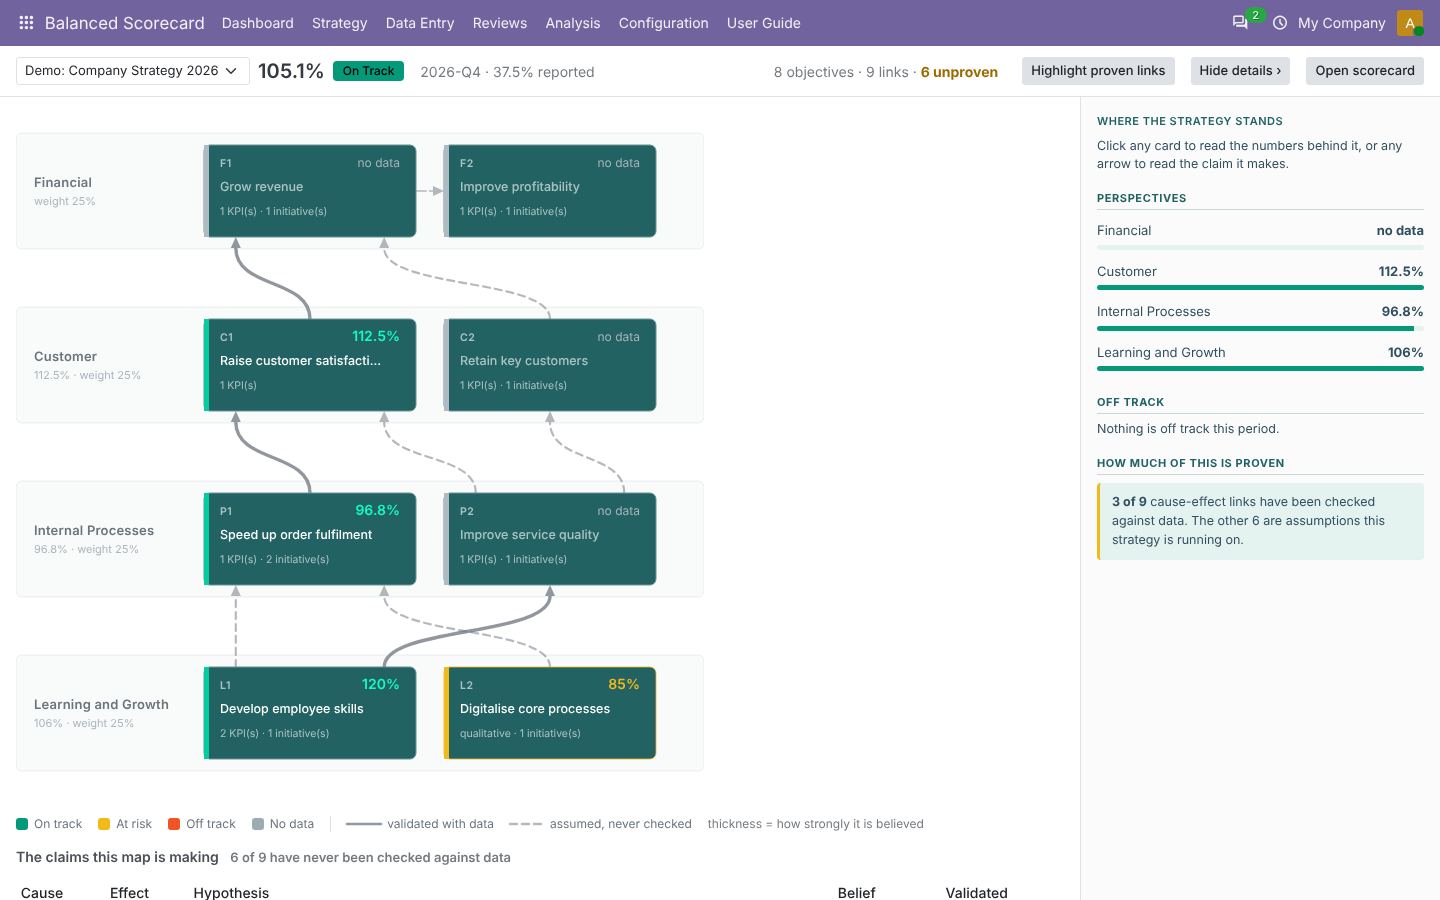 Balanced Scorecard Dashboard Strategy Data Entry Reviews Analysis Configuration User Guide 2 My Company A
Demo: Company Strategy 2026 105.1% On Track 2026-Q4 · 37.5% reported 8 objectives · 9 links · 6 unproven Highlight proven links Hide details › Open scorecard
Financial
weight 25%
F1 no data
Grow revenue
1 KPI(s) · 1 initiative(s)
F2 no data
Improve profitability
1 KPI(s) · 1 initiative(s)
Customer
112.5% · weight 25%
C1 112.5%
Raise customer satisfacti...
1 KPI(s)
C2 no data
Retain key customers
1 KPI(s) · 1 initiative(s)
Internal Processes
96.8% · weight 25%
P1 96.8%
Speed up order fulfilment
1 KPI(s) · 2 initiative(s)
P2 no data
Improve service quality
1 KPI(s) · 1 initiative(s)
Learning and Growth
106% · weight 25%
L1 120%
Develop employee skills
2 KPI(s) · 1 initiative(s)
L2 85%
Digitalise core processes
qualitative · 1 initiative(s)
On track At risk Off track No data validated with data assumed, never checked thickness = how strongly it is believed
The claims this map is making 6 of 9 have never been checked against data
Cause Effect Hypothesis Belief Validated
WHERE THE STRATEGY STANDS
Click any card to read the numbers behind it, or any
arrow to read the claim it makes.
PERSPECTIVES
Financial no data
Customer 112.5%
Internal Processes 96.8%
Learning and Growth 106%
OFF TRACK
Nothing is off track this period.
HOW MUCH OF THIS IS PROVEN
3 of 9 cause-effect links have been checked
against data. The other 6 are assumptions this
strategy is running on.